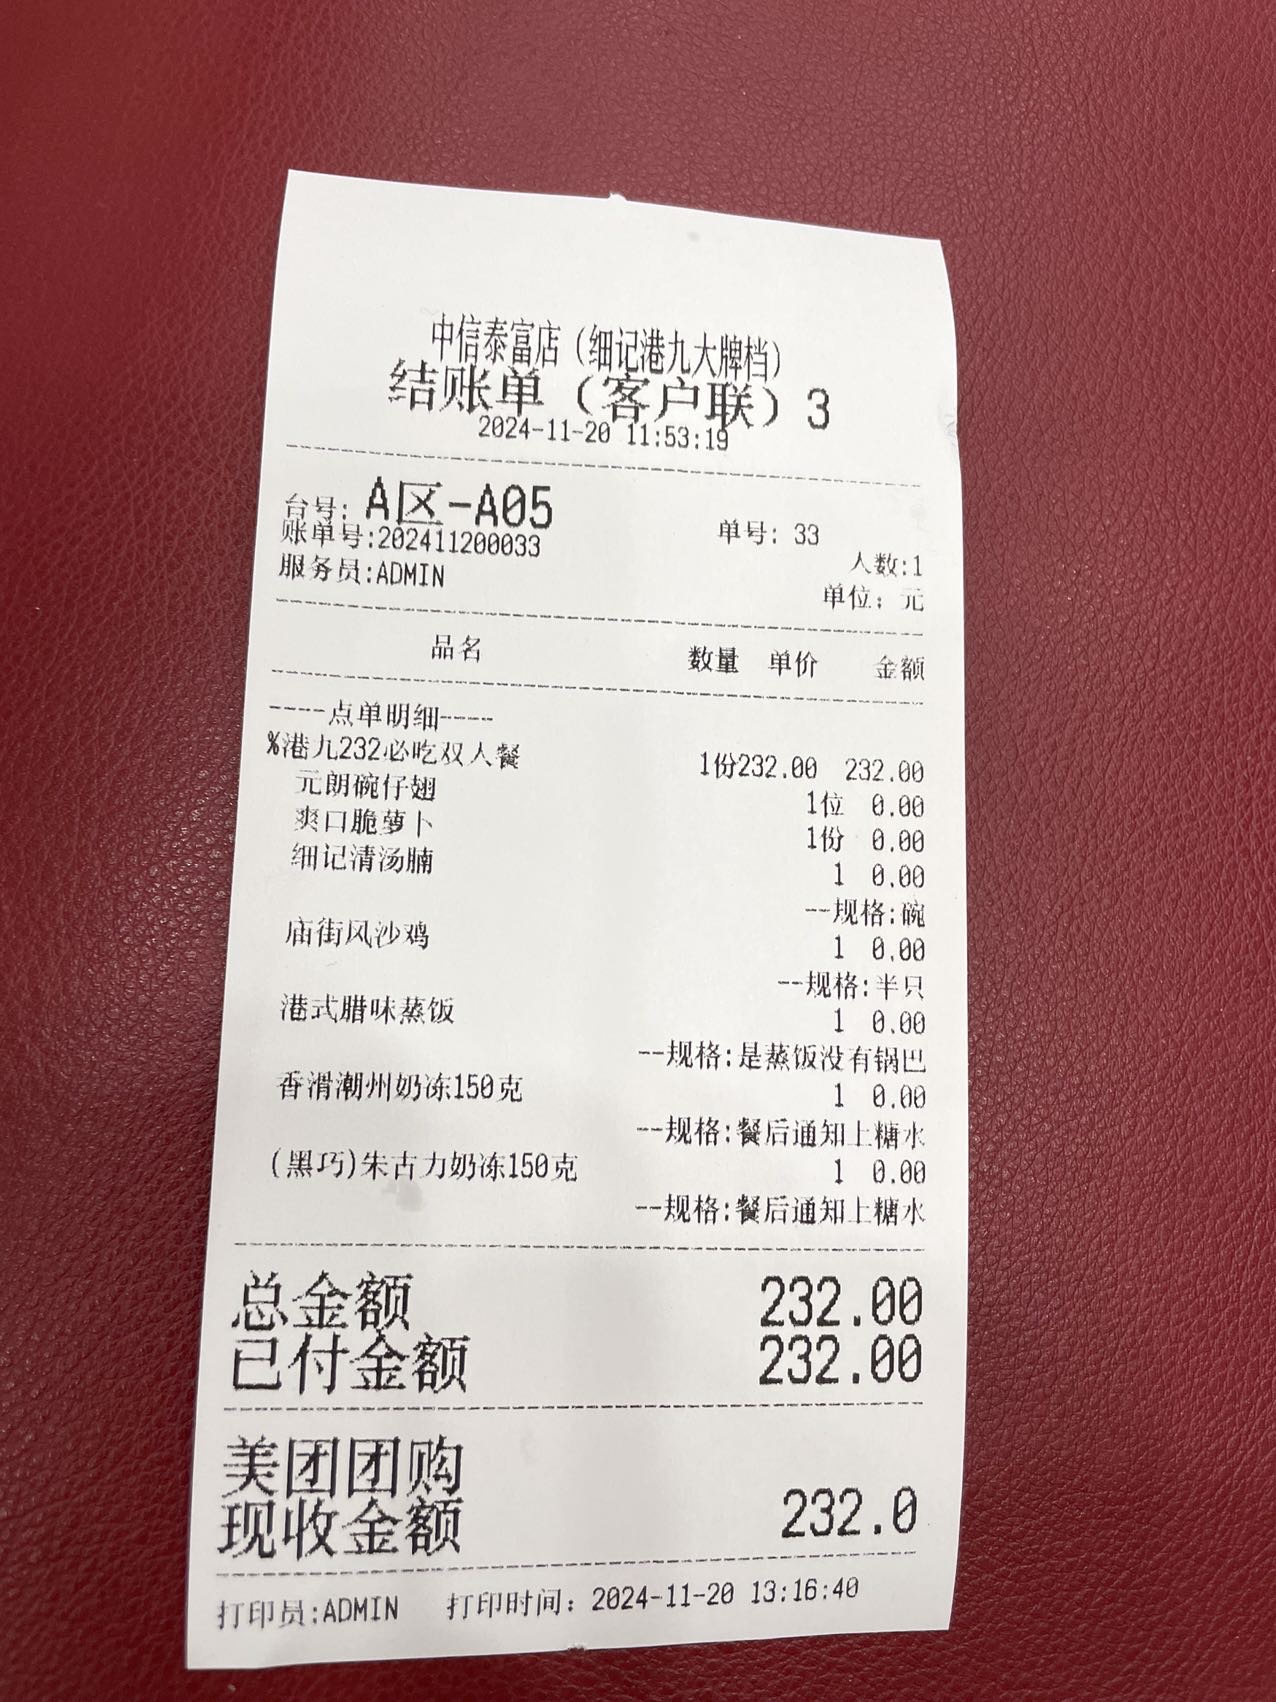 中信泰富店（细记港九大牌档）
结账单（客户联）3
2024-11-20 11:53:19
台号: A区-A05 单号: 33
账单号:202411200033 人数:1
服务员:ADMIN 单位: 元
品名 数量 单价 金额
-----点单明细-----
%港九232必吃双人餐 1份232.00 232.00
元朗碗仔翅 1位 0.00
爽口脆萝卜 1份 0.00
细记清汤腩 1 0.00
--规格:碗
庙街风沙鸡 1 0.00
--规格:半只
港式腊味蒸饭 1 0.00
--规格:是蒸饭没有锅巴
香滑潮州奶冻150克 1 0.00
--规格:餐后通知上糖水
(黑巧)朱古力奶冻150克 1 0.00
--规格:餐后通知上糖水
总金额 232.00
已付金额 232.00
美团团购
现收金额 232.0
打印员:ADMIN 打印时间: 2024-11-20 13:16:40